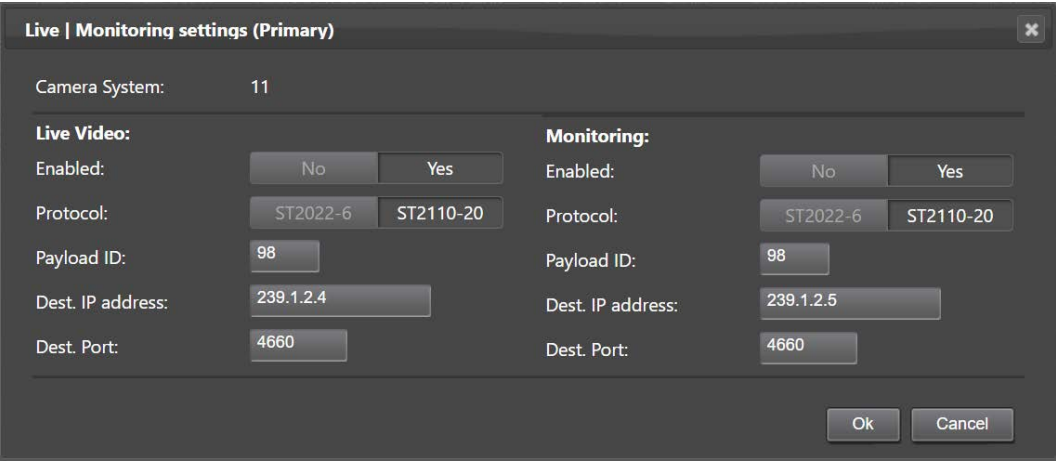 Live | Monitoring settings (Primary)
Camera System: 11
Live Video:
Enabled: No Yes
Protocol: ST2022-6 ST2110-20
Payload ID: 98
Dest. IP address: 239.1.2.4
Dest. Port: 4660
Monitoring:
Enabled: No Yes
Protocol: ST2022-6 ST2110-20
Payload ID: 98
Dest. IP address: 239.1.2.5
Dest. Port: 4660
Ok Cancel